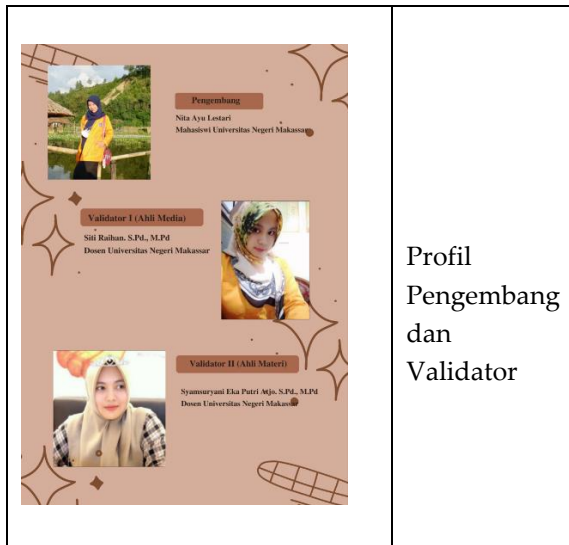 Pengembang
Nita Ayu Lestari
Mahasiswi Universitas Negeri Makassar
Validator I (Ahli Media)
Siti Raihan. S.Pd., M.Pd
Dosen Universitas Negeri Makassar
Validator II (Ahli Materi)
Syamsuryani Eka Putri Atjo. S.Pd., M.Pd
Dosen Universitas Negeri Makassar
Profil
Pengembang
dan
Validator